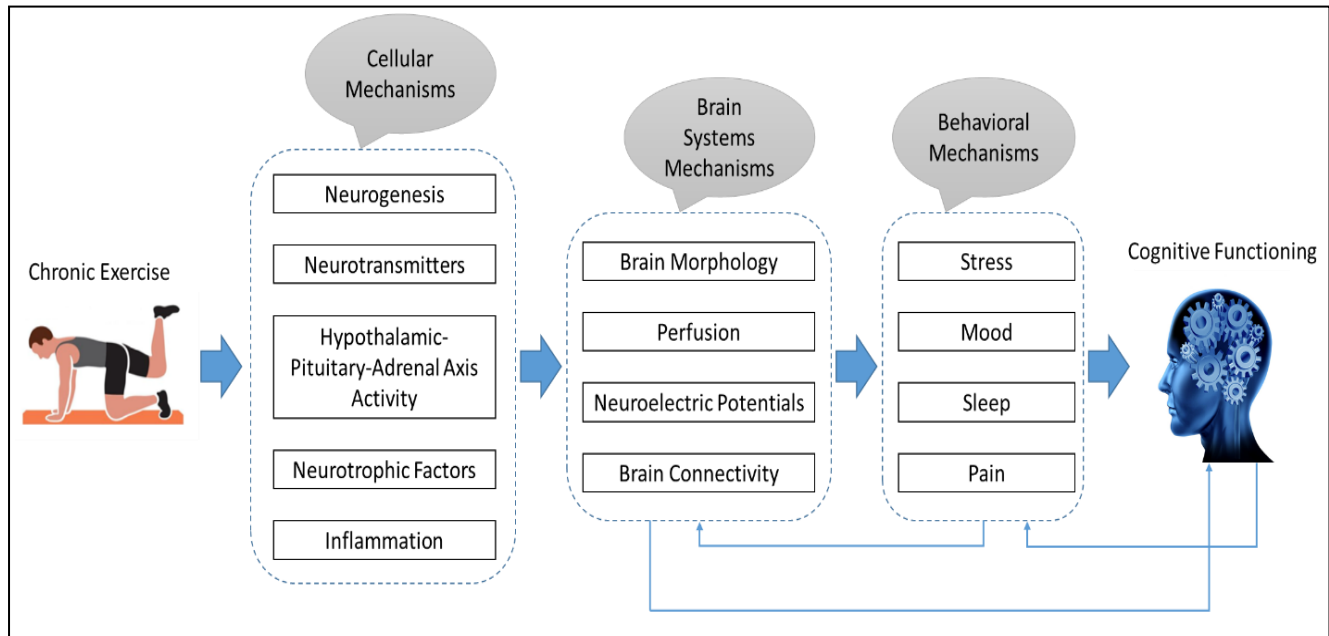 Cellular
Mechanisms
Brain
Systems
Mechanisms
Behavioral
Mechanisms
Chronic Exercise
Neurogenesis
Neurotransmitters
Hypothalamic-
Pituitary-Adrenal Axis
Activity
Neurotrophic Factors
Inflammation
Brain Morphology
Perfusion
Neuroelectric Potentials
Brain Connectivity
Stress
Mood
Sleep
Pain
Cognitive Functioning